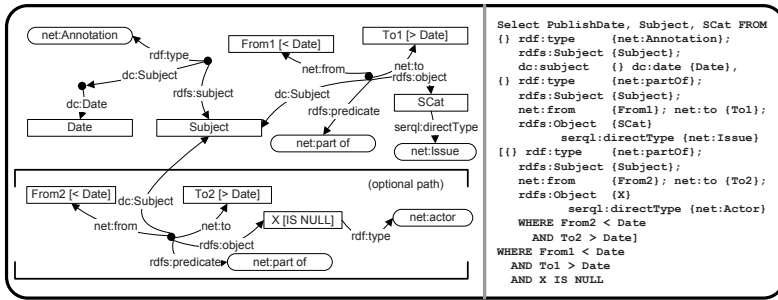 net:Annotation
rdf:type
dc:Subject
dc:Date
Date
rdfs:subject
Subject
From1 [< Date]
To1 [> Date]
net:from
net:to
rdfs:object
dc:Subject
rdfs:predicate
SCat
serql:directType
net:part of
net:Issue
(optional path)
dc:Subject
From2 [< Date]
To2 [> Date]
net:from
net:to
X [IS NULL]
net:actor
rdfs:object
rdf:type
rdfs:predicate
net:part of
Select PublishDate, Subject, SCat FROM
{} rdf:type {net:Annotation};
rdfs:Subject {Subject};
dc:subject {} dc:date {Date},
{} rdf:type {net:partOf};
rdfs:Subject {Subject};
net:from {From1}; net:to {To1};
rdfs:Object {SCat}
serql:directType {net:Issue}
[{} rdf:type {net:partOf};
rdfs:Subject {Subject};
net:from {From2}; net:to {To2};
rdfs:Object {X}
serql:directType {net:Actor}
WHERE From2 < Date
AND To2 > Date]
WHERE From1 < Date
AND To1 > Date
AND X IS NULL